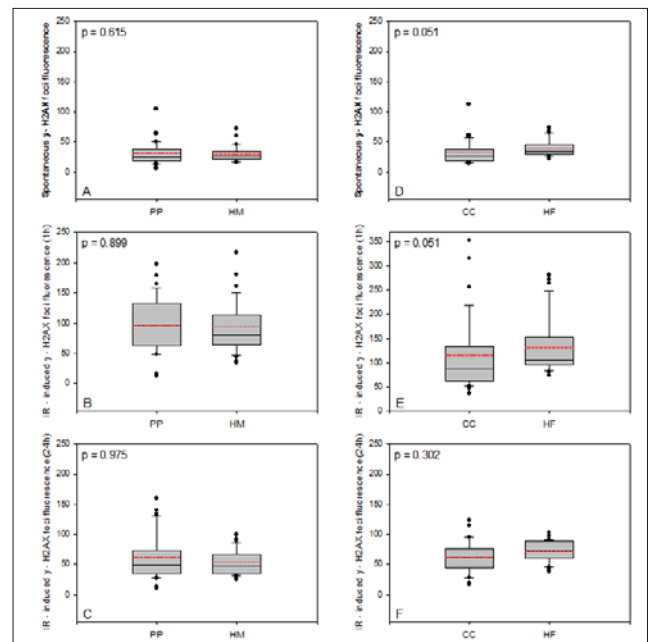 p = 0.615
Spontaneous γ - H2AX foci fluorescence
250
200
150
100
50
0
A
PP HM
p = 0.051
Spontaneous γ - H2AX foci fluorescence
250
200
150
100
50
0
D
CC HF
p = 0.899
IR - induced γ - H2AX foci fluorescence (1h)
250
200
150
100
50
0
B
PP HM
p = 0.051
IR - induced γ - H2AX foci fluorescence (1h)
350
300
250
200
150
100
50
0
E
CC HF
p = 0.975
IR - induced γ - H2AX foci fluorescence (24h)
250
200
150
100
50
0
C
PP HM
p = 0.302
IR - induced γ - H2AX foci fluorescence (24h)
250
200
150
100
50
0
F
CC HF